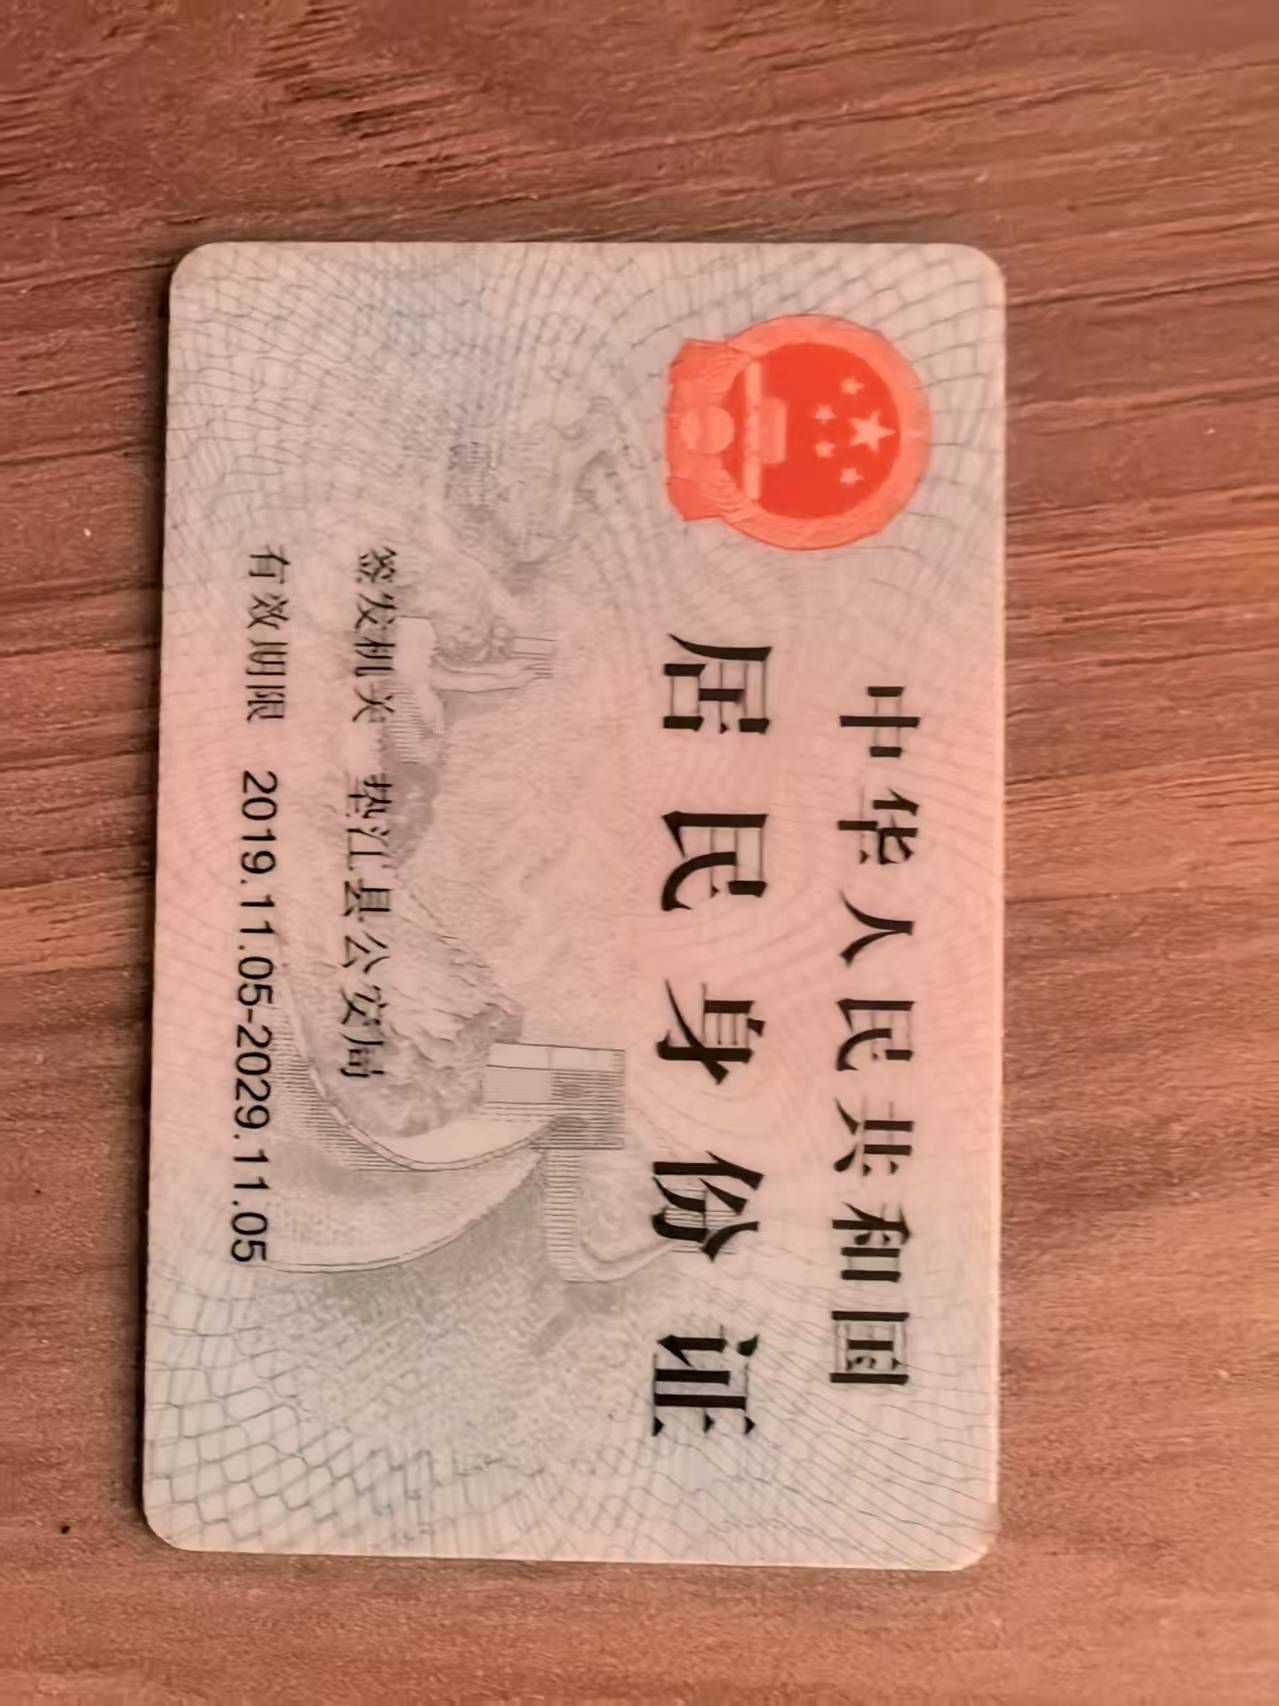 中华人民共和国
居民身份证
签发机关 垫江县公安局
有效期限 2019.11.05-2029.11.05